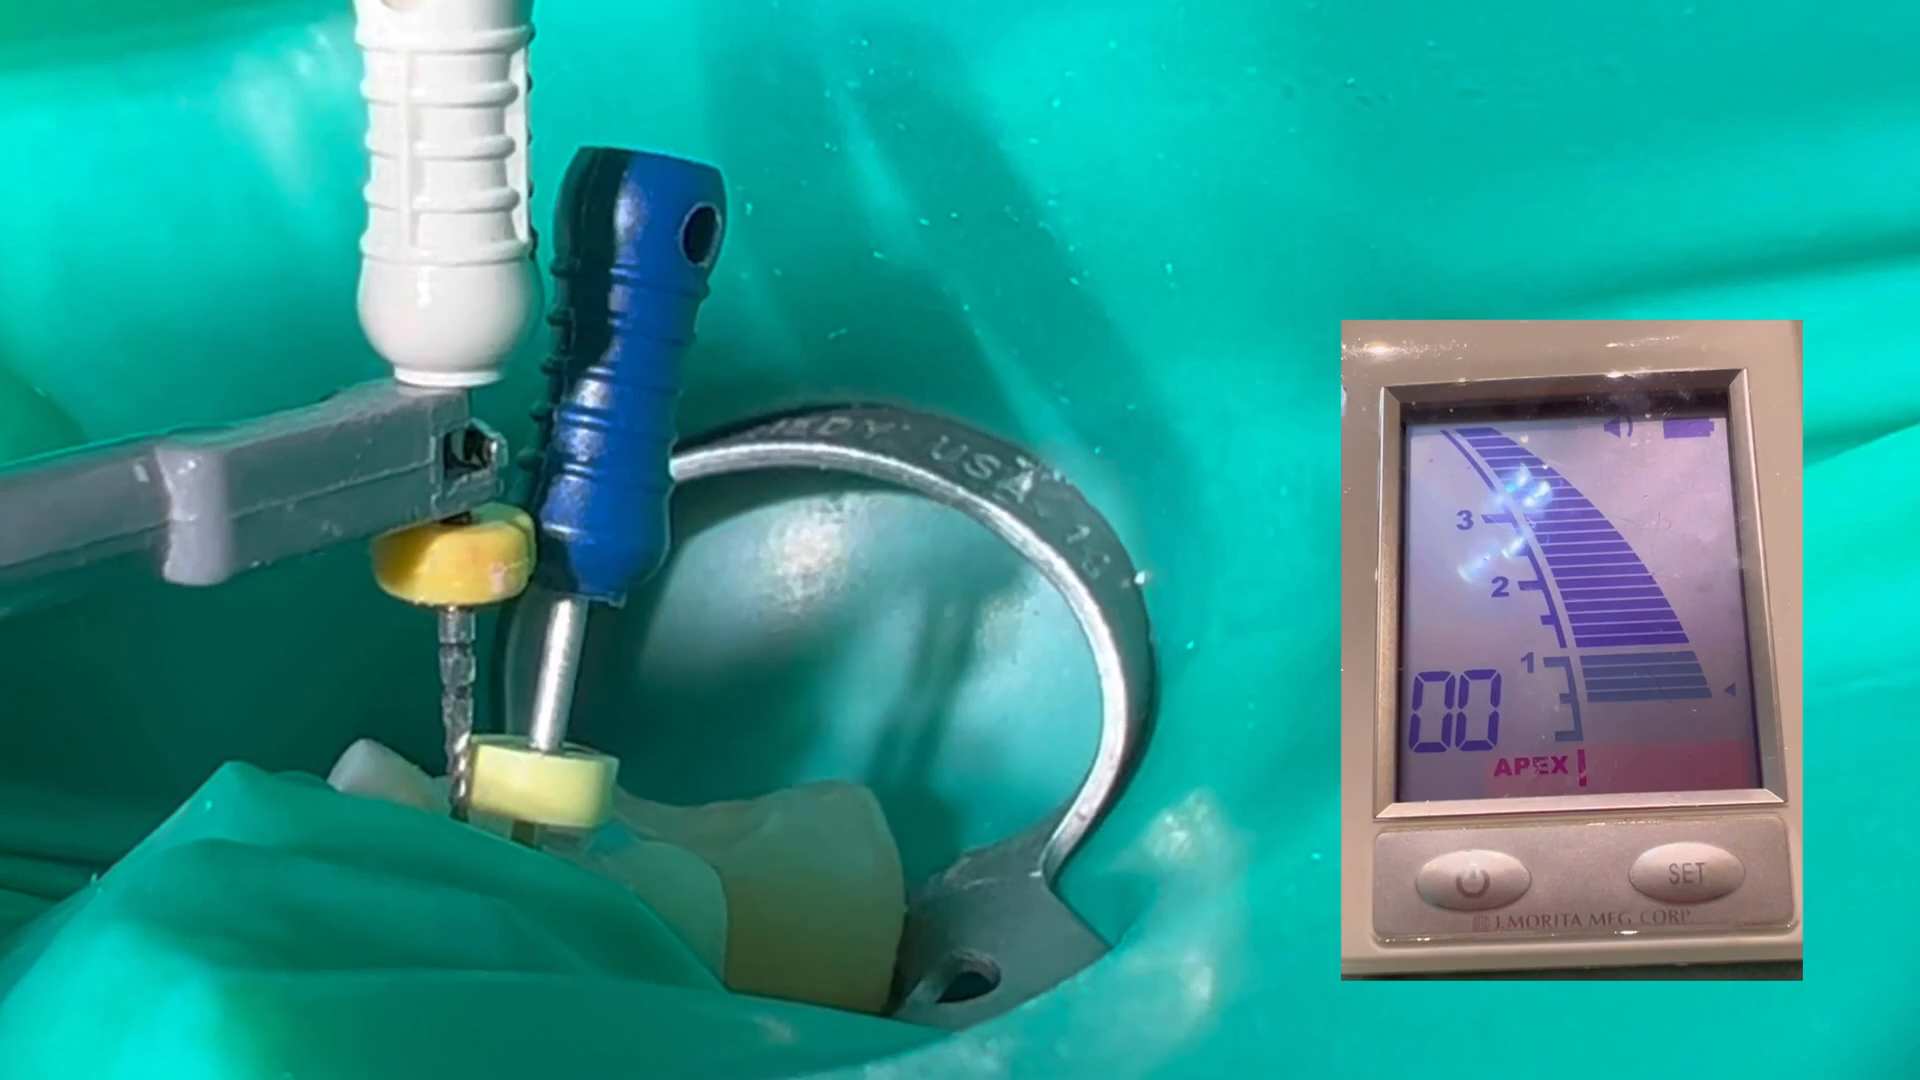 USA
3
2
1
00
APEX
SET
J. MORITA MFG. CORP.